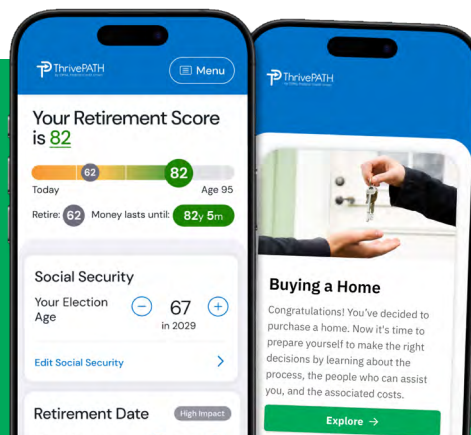 ThrivePATH
Menu
Your Retirement Score
is 82
62
82
Today
Age 95
Retire: 62 Money lasts until: 82y 5m
Social Security
Your Election
Age
67
in 2029
Edit Social Security
Retirement Date
High Impact
ThrivePATH
Buying a Home
Congratulations! You've decided to
purchase a home. Now it's time to
prepare yourself to make the right
decisions by learning about the
process, the people who can assist
you, and the associated costs.
Explore →